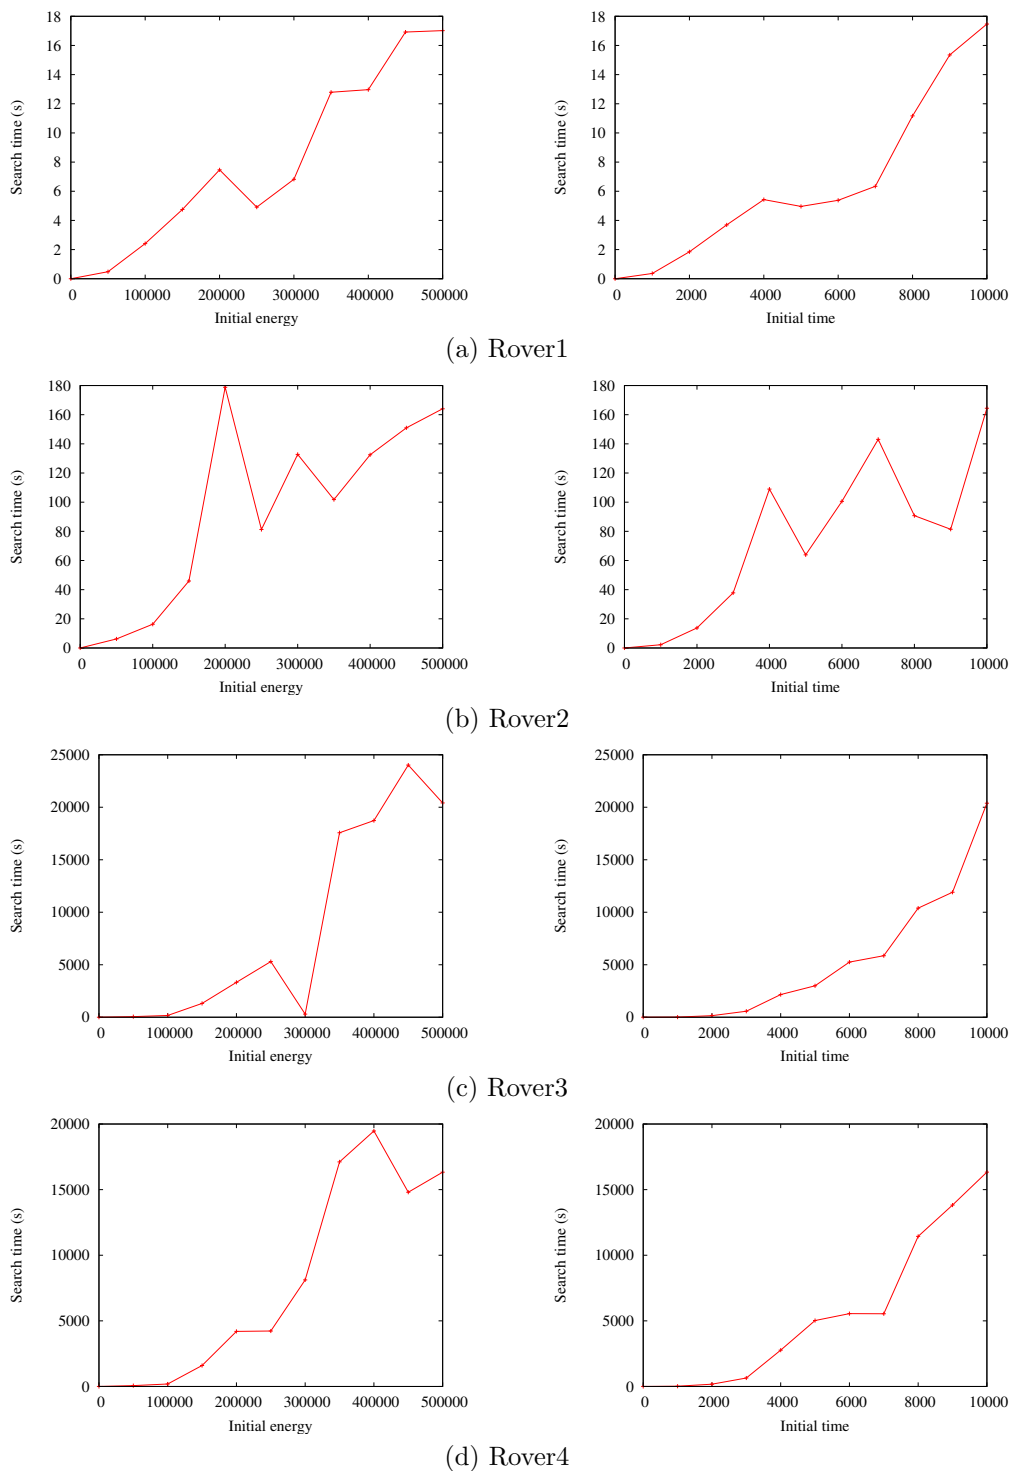 18
16
14
12
10
8
6
4
2
0
Search time (s)
0 100000 200000 300000 400000 500000
Initial energy
18
16
14
12
10
8
6
4
2
0
Search time (s)
0 2000 4000 6000 8000 10000
Initial time
(a) Rover1
180
160
140
120
100
80
60
40
20
0
Search time (s)
0 100000 200000 300000 400000 500000
Initial energy
180
160
140
120
100
80
60
40
20
0
Search time (s)
0 2000 4000 6000 8000 10000
Initial time
(b) Rover2
25000
20000
15000
10000
5000
0
Search time (s)
0 100000 200000 300000 400000 500000
Initial energy
25000
20000
15000
10000
5000
0
Search time (s)
0 2000 4000 6000 8000 10000
Initial time
(c) Rover3
20000
15000
10000
5000
0
Search time (s)
0 100000 200000 300000 400000 500000
Initial energy
20000
15000
10000
5000
0
Search time (s)
0 2000 4000 6000 8000 10000
Initial time
(d) Rover4